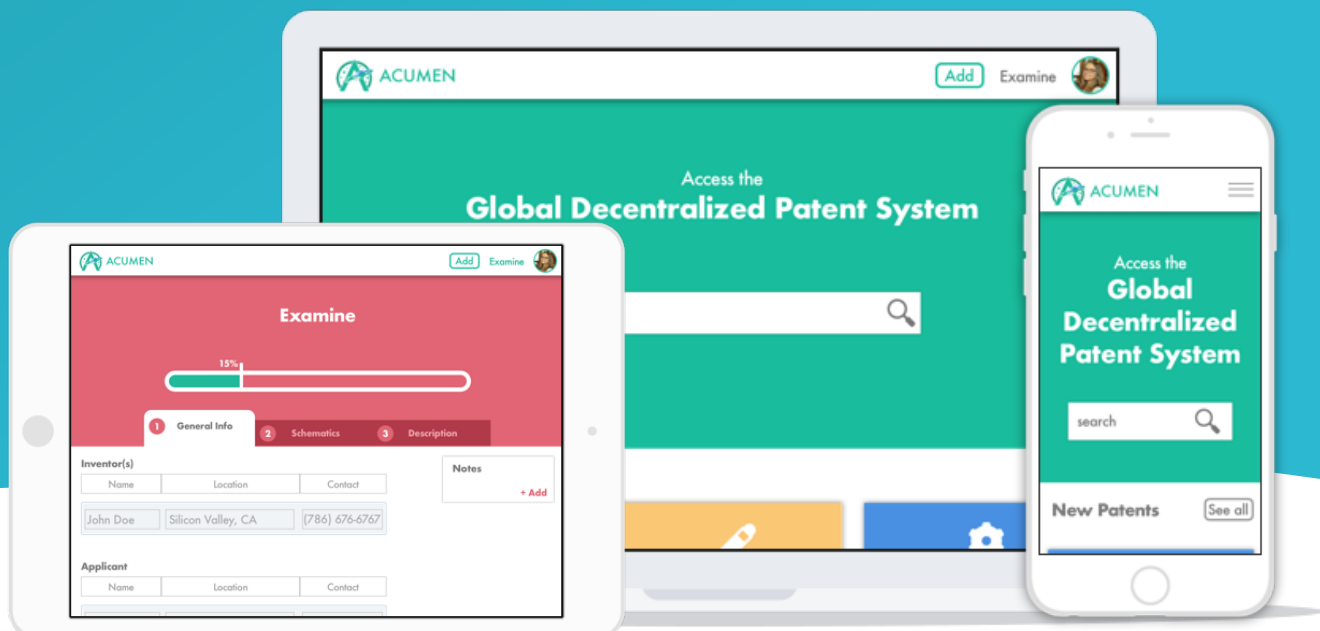 ACUMEN
Add Examine
Access the
Global Decentralized Patent System
ACUMEN
Add Examine
Examine
15%
1 General Info 2 Schematics 3 Description
Inventor(s)
Name Location Contact
John Doe Silicon Valley, CA (786) 676-6767
Notes
+ Add
Applicant
Name Location Contact
ACUMEN
Access the
Global
Decentralized
Patent System
search
New Patents See all